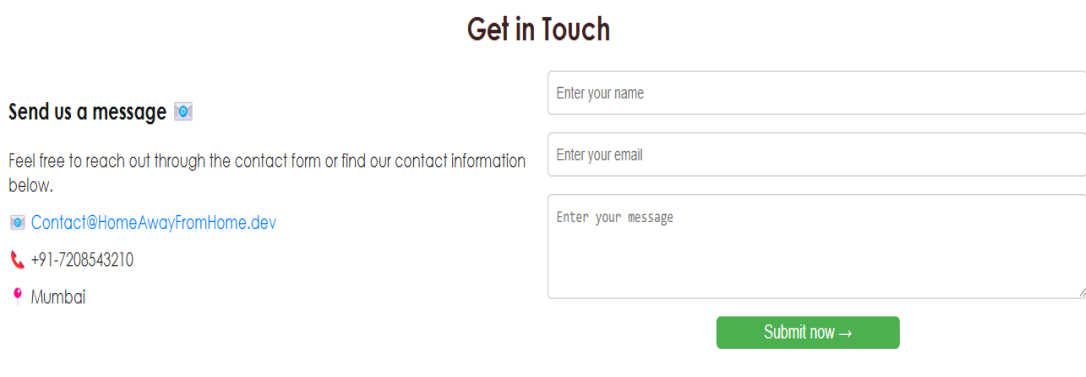 Get in Touch
Send us a message
Feel free to reach out through the contact form or find our contact information
below.
Contact@HomeAwayFromHome.dev
+91-7208543210
Mumbai
Enter your name
Enter your email
Enter your message
Submit now →